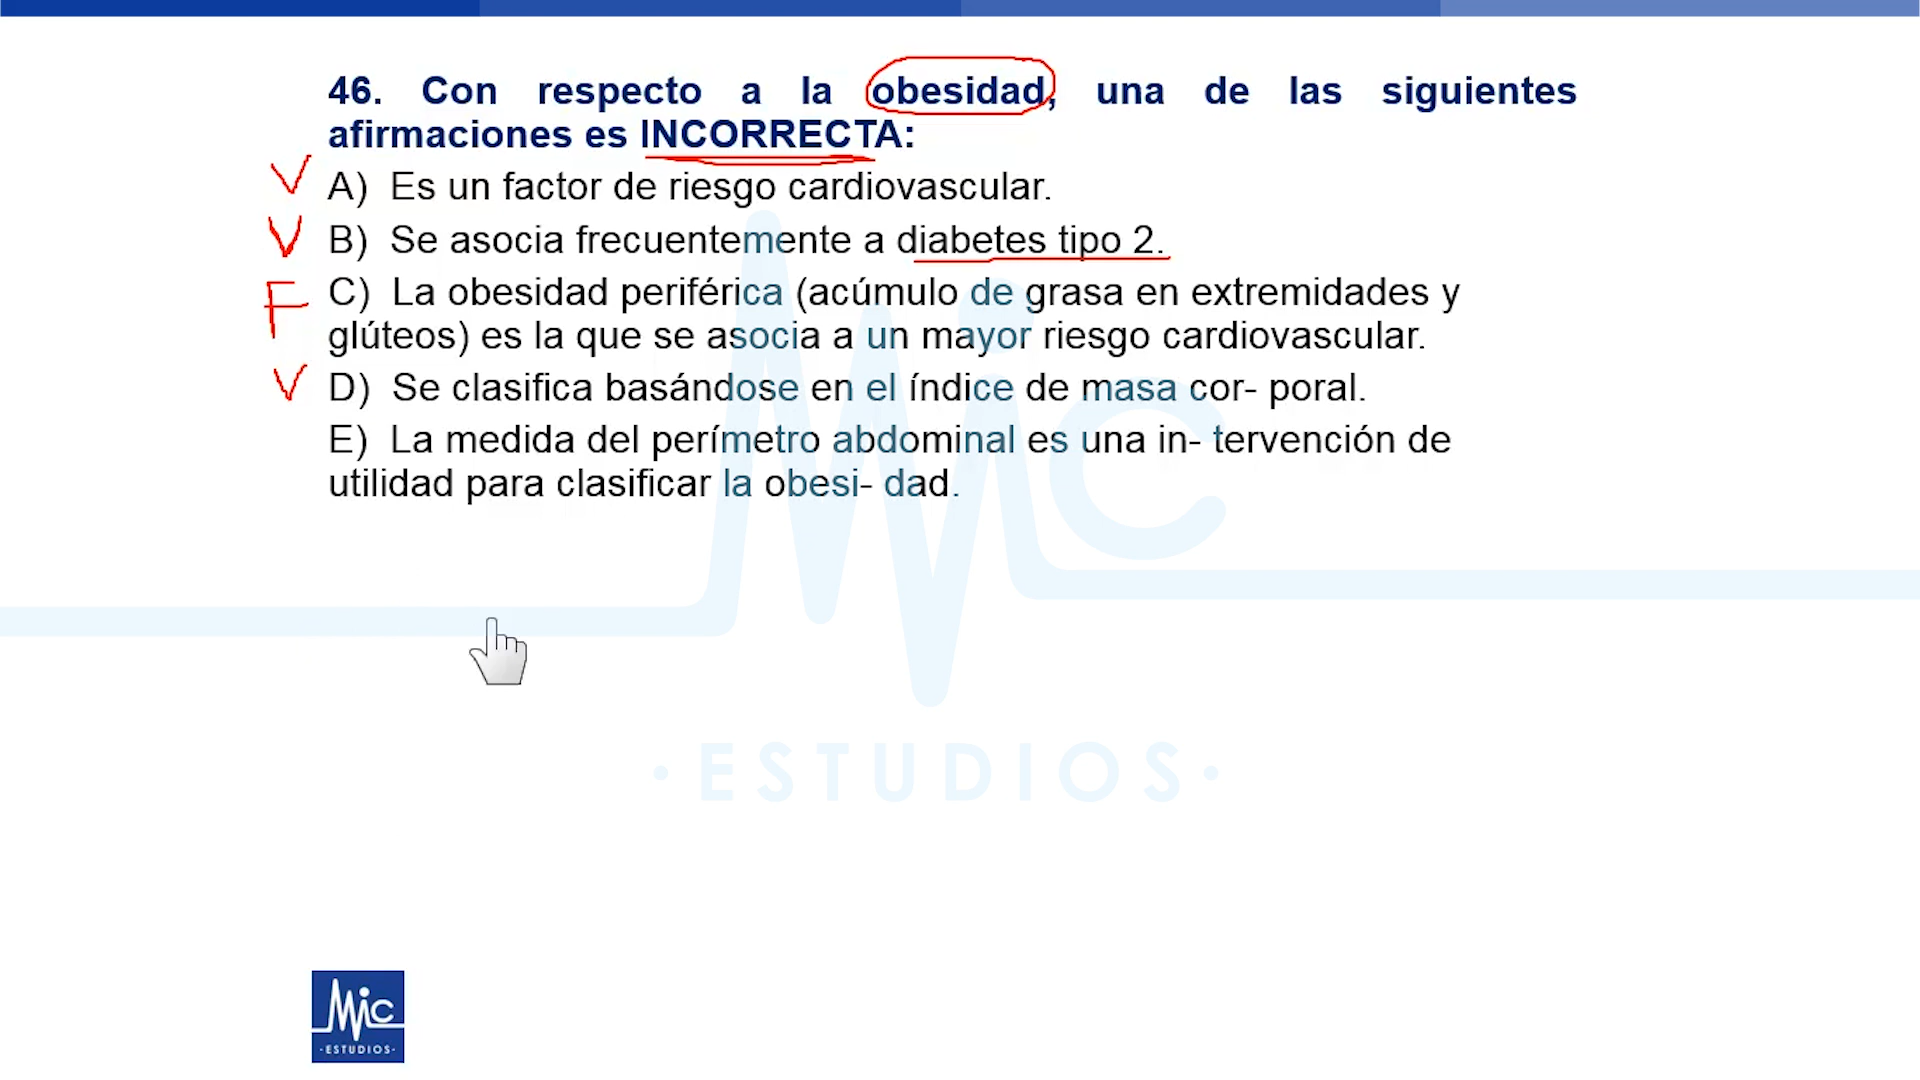 46. Con respecto a la obesidad, una de las siguientes
afirmaciones es INCORRECTA:
V A) Es un factor de riesgo cardiovascular.
V B) Se asocia frecuentemente a diabetes tipo 2.
F C) La obesidad periférica (acúmulo de grasa en extremidades y
glúteos) es la que se asocia a un mayor riesgo cardiovascular.
V D) Se clasifica basándose en el índice de masa cor- poral.
E) La medida del perímetro abdominal es una in- tervención de
utilidad para clasificar la obesi- dad.
Mic
·ESTUDIOS·
Mic
·ESTUDIOS·